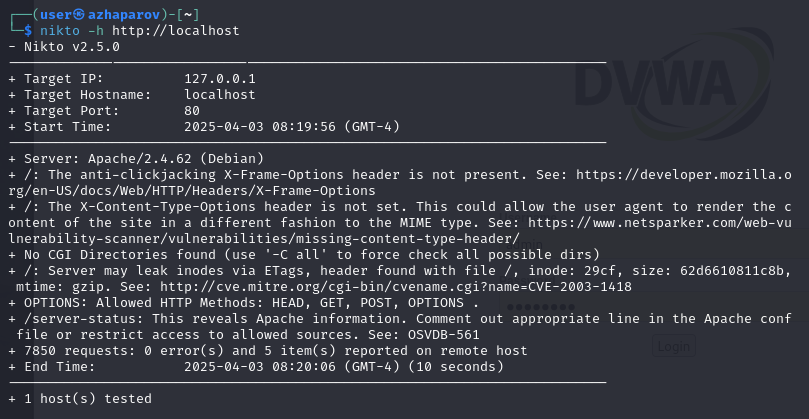 ┌──(user㉿azhaparov)-[~]
└─$ nikto -h http://localhost
- Nikto v2.5.0
---------------------------------------------------------------------------
+ Target IP:          127.0.0.1
+ Target Hostname:    localhost
+ Target Port:        80
+ Start Time:         2025-04-03 08:19:56 (GMT-4)
---------------------------------------------------------------------------
+ Server: Apache/2.4.62 (Debian)
+ /: The anti-clickjacking X-Frame-Options header is not present. See: https://developer.mozilla.o
rg/en-US/docs/Web/HTTP/Headers/X-Frame-Options
+ /: The X-Content-Type-Options header is not set. This could allow the user agent to render the c
ontent of the site in a different fashion to the MIME type. See: https://www.netsparker.com/web-vu
lnerability-scanner/vulnerabilities/missing-content-type-header/
+ No CGI Directories found (use '-C all' to force check all possible dirs)
+ /: Server may leak inodes via ETags, header found with file /, inode: 29cf, size: 62d6610811c8b,
 mtime: gzip. See: http://cve.mitre.org/cgi-bin/cvename.cgi?name=CVE-2003-1418
+ OPTIONS: Allowed HTTP Methods: HEAD, GET, POST, OPTIONS .
+ /server-status: This reveals Apache information. Comment out appropriate line in the Apache conf
 file or restrict access to allowed sources. See: OSVDB-561
+ 7850 requests: 0 error(s) and 5 item(s) reported on remote host
+ End Time:           2025-04-03 08:20:06 (GMT-4) (10 seconds)
---------------------------------------------------------------------------
+ 1 host(s) tested
DVWA
Login